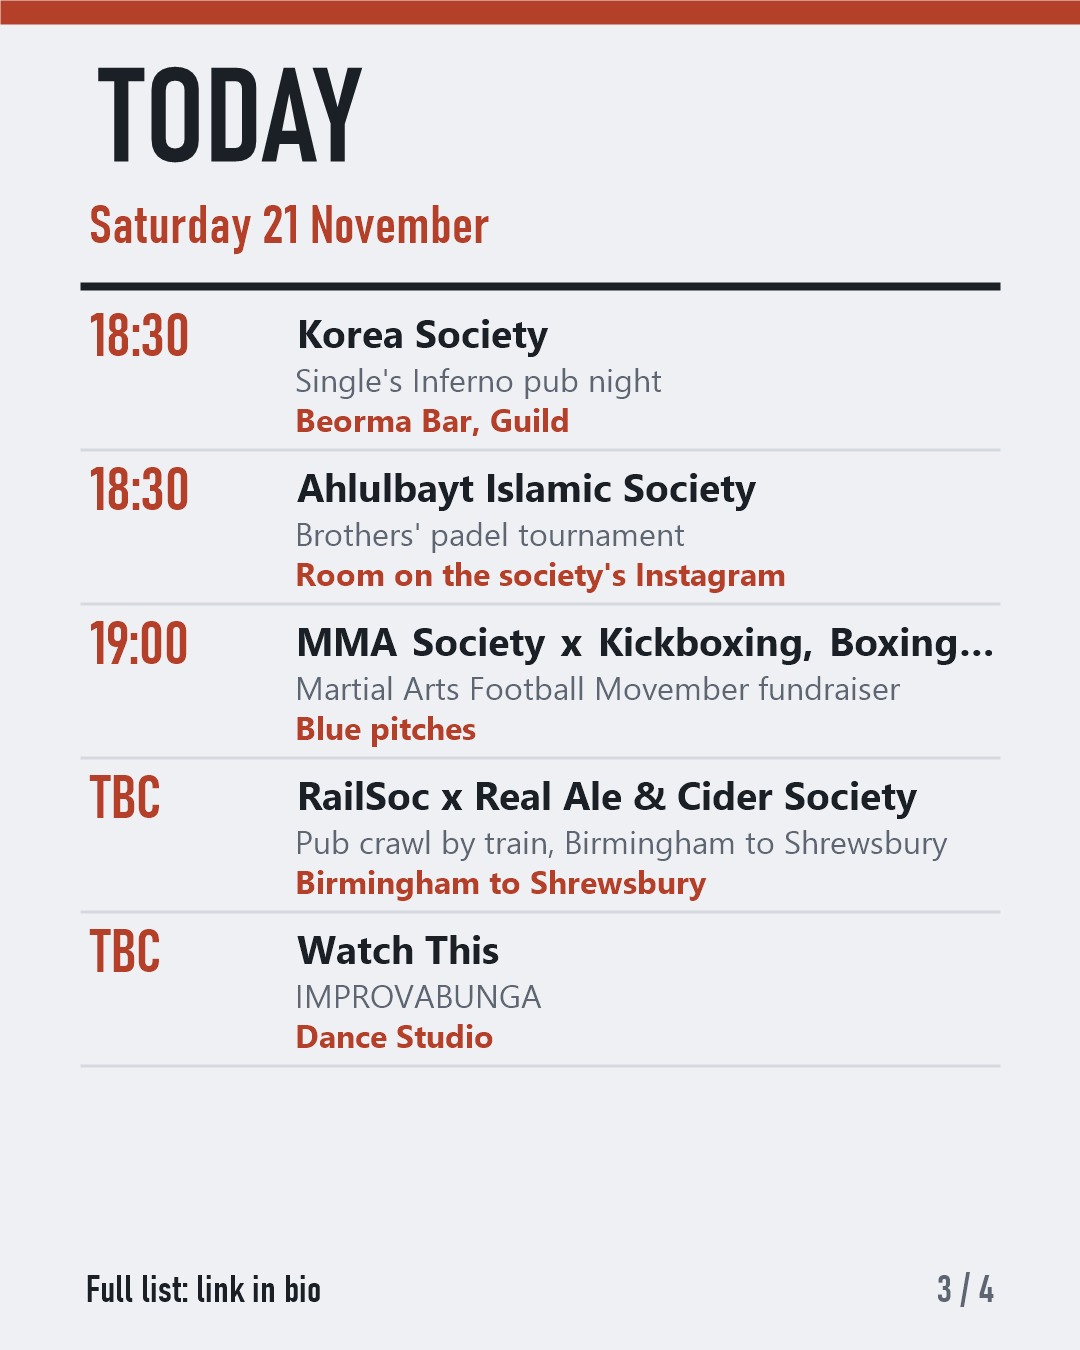 TODAY
Saturday 21 November
18:30
Korea Society
Single's Inferno pub night
Beorma Bar, Guild
18:30
Ahlulbayt Islamic Society
Brothers' padel tournament
Room on the society's Instagram
19:00
MMA Society x Kickboxing, Boxing...
Martial Arts Football Movember fundraiser
Blue pitches
TBC
RailSoc x Real Ale & Cider Society
Pub crawl by train, Birmingham to Shrewsbury
Birmingham to Shrewsbury
TBC
Watch This
IMPROVABUNGA
Dance Studio
Full list: link in bio
3 / 4